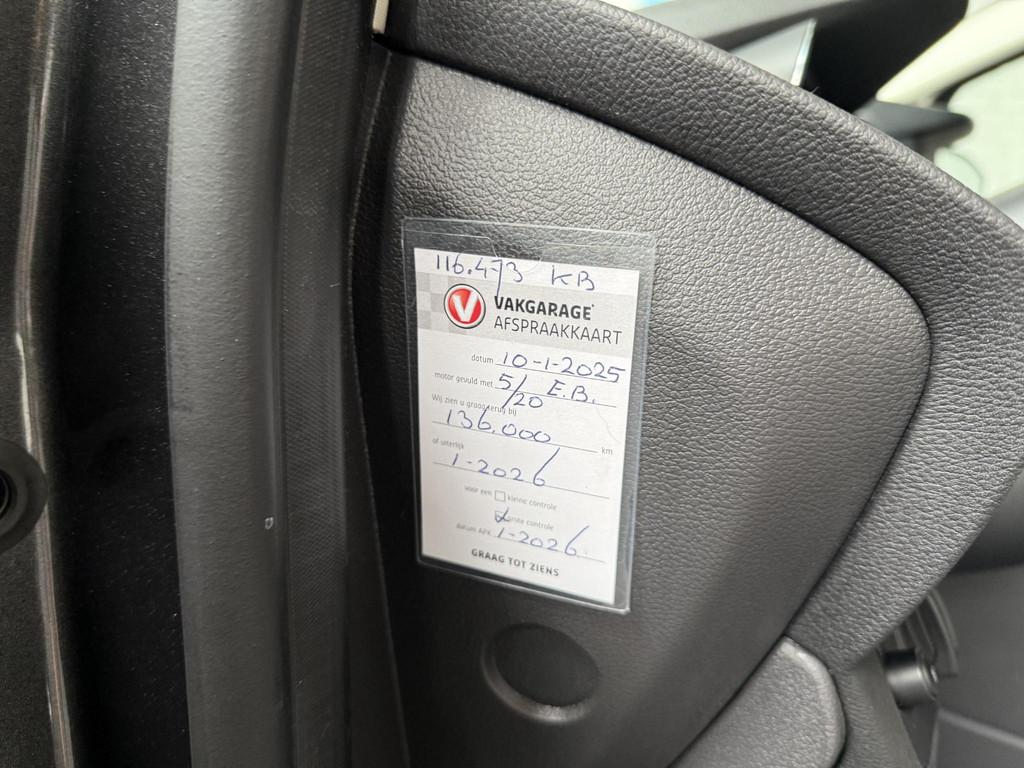 116.473 KB
V VAKGARAGE
AFSPRAAKKAART
datum 10-1-2025
motor gevuld met 5/20 E.B.
Wij zien u graag terug bij
136.000 km
of uiterlijk
1-2026
voor een kleine controle
grote controle
datum APK 1-2026.
GRAAG TOT ZIENS